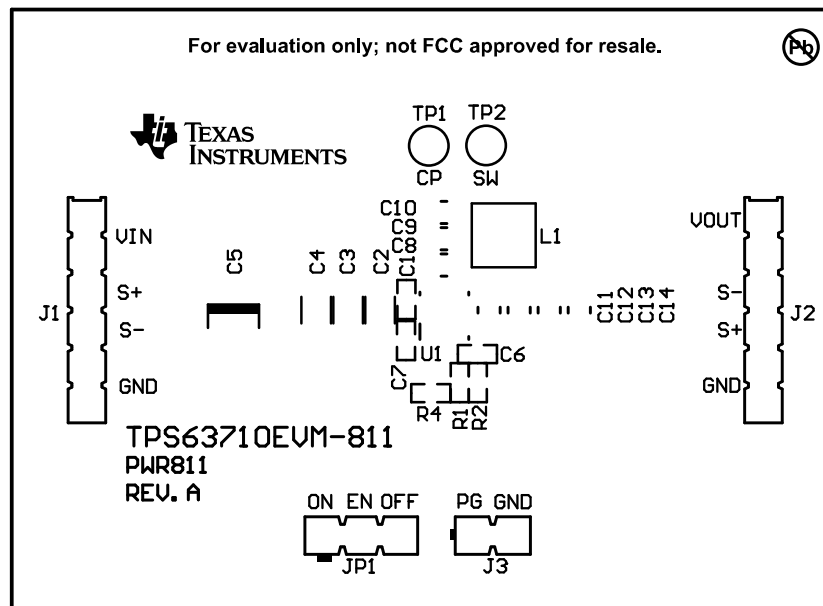 For evaluation only; not FCC approved for resale.
Pb
TEXAS
INSTRUMENTS
TP1 TP2
CP SW
C10
C9
C8
L1
VIN
VOUT
C5
C4
C3
C2
C1
S+
S-
J1
C11
C12
C13
C14
S-
S+
J2
U1
C6
C7
GND
GND
R4
R1
R2
TPS63710EVM-811
PWR811
REV. A
ON EN OFF
PG GND
JP1
J3